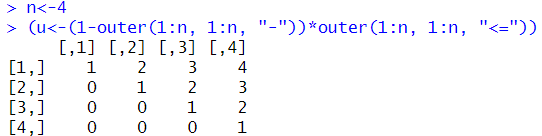 > n<-4
> (u<-(1-outer(1:n, 1:n, "-"))*outer(1:n, 1:n, "<="))
     [,1] [,2] [,3] [,4]
[1,]    1    2    3    4
[2,]    0    1    2    3
[3,]    0    0    1    2
[4,]    0    0    0    1